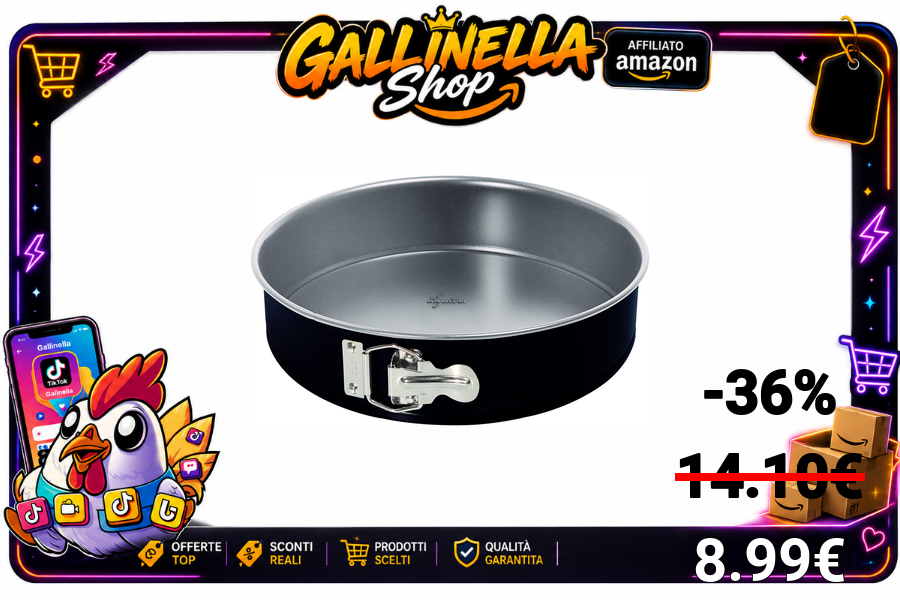 GALLINELLA
Shop
AFFILIATO
amazon
Gallinella
TikTok
Gallinella
-36%
14.10€
8.99€
OFFERTE
TOP
SCONTI
REALI
PRODOTTI
SCELTI
QUALITÀ
GARANTITA